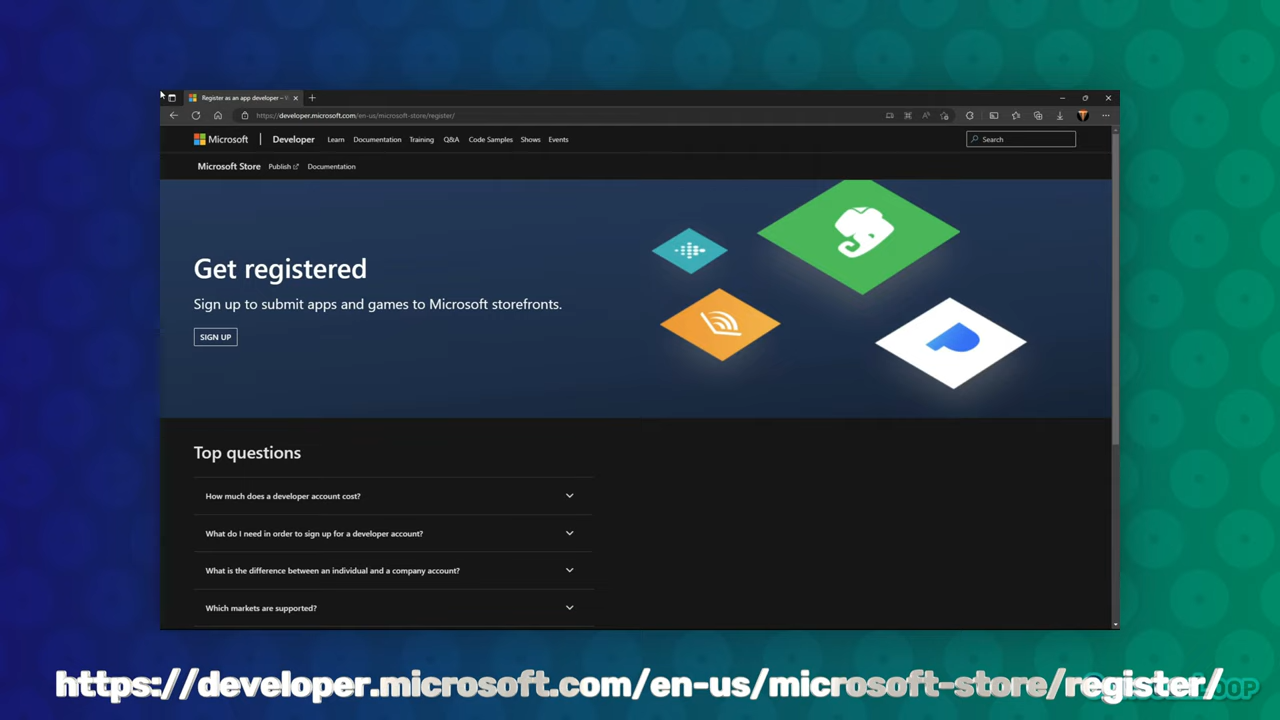 Register as an app developer – W
https://developer.microsoft.com/en-us/microsoft-store/register/
Microsoft Developer Learn Documentation Training Q&A Code Samples Shows Events Search
Microsoft Store Publish Documentation
Get registered
Sign up to submit apps and games to Microsoft storefronts.
SIGN UP
Top questions
How much does a developer account cost?
What do I need in order to sign up for a developer account?
What is the difference between an individual and a company account?
Which markets are supported?
https://developer.microsoft.com/en-us/microsoft-store/register/